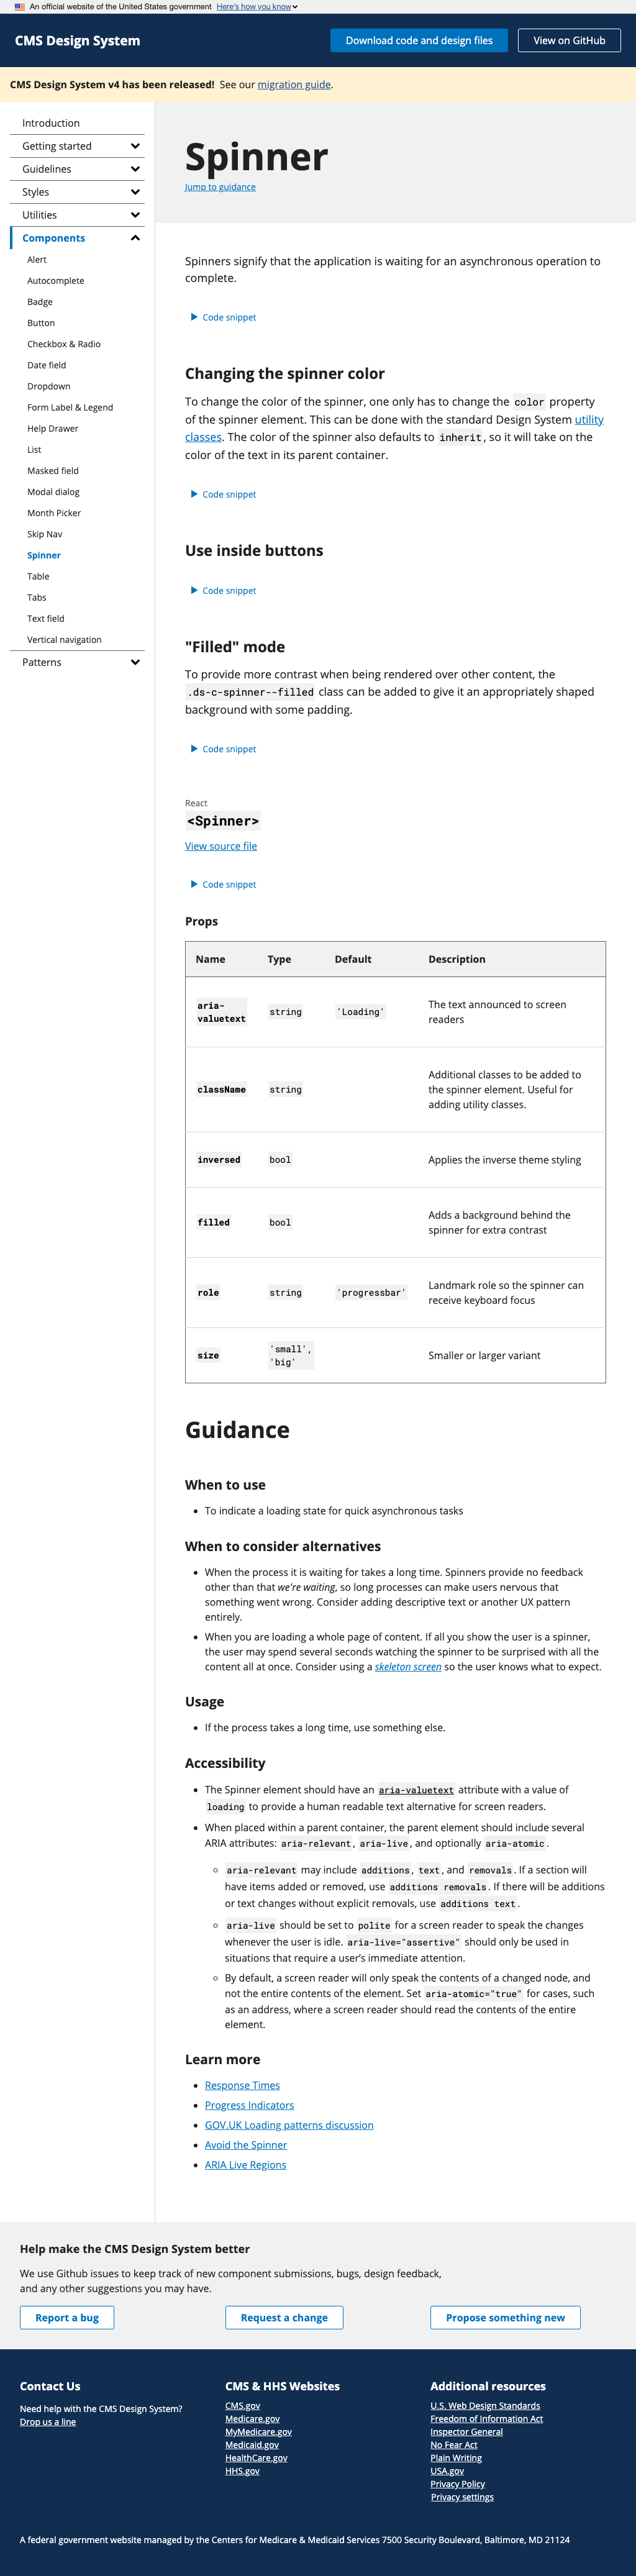 An official website of the United States government Here's how you know
CMS Design System
Download code and design files
View on GitHub
CMS Design System v4 has been released! See our migration guide.
Introduction
Getting started
Guidelines
Styles
Utilities
Components
Alert
Autocomplete
Badge
Button
Checkbox & Radio
Date field
Dropdown
Form Label & Legend
Help Drawer
List
Masked field
Modal dialog
Month Picker
Skip Nav
Spinner
Table
Tabs
Text field
Vertical navigation
Patterns
Spinner
Jump to guidance
Spinners signify that the application is waiting for an asynchronous operation to
complete.
Code snippet
Changing the spinner color
To change the color of the spinner, one only has to change the color property
of the spinner element. This can be done with the standard Design System utility
classes. The color of the spinner also defaults to inherit, so it will take on the
color of the text in its parent container.
Code snippet
Use inside buttons
Code snippet
"Filled" mode
To provide more contrast when being rendered over other content, the
.ds-c-spinner--filled class can be added to give it an appropriately shaped
background with some padding.
Code snippet
React
<Spinner>
View source file
Code snippet
Props
Name Type Default Description
aria-
valuetext
string
'Loading'
The text announced to screen
readers
className
string
Additional classes to be added to
the spinner element. Useful for
adding utility classes.
inversed
bool
Applies the inverse theme styling
filled
bool
Adds a background behind the
spinner for extra contrast
role
string
'progressbar'
Landmark role so the spinner can
receive keyboard focus
size
'small',
'big'
Smaller or larger variant
Guidance
When to use
• To indicate a loading state for quick asynchronous tasks
When to consider alternatives
• When the process it is waiting for takes a long time. Spinners provide no feedback
other than that we're waiting, so long processes can make users nervous that
something went wrong. Consider adding descriptive text or another UX pattern
entirely.
• When you are loading a whole page of content. If all you show the user is a spinner,
the user may spend several seconds watching the spinner to be surprised with all the
content all at once. Consider using a skeleton screen so the user knows what to expect.
Usage
• If the process takes a long time, use something else.
Accessibility
• The Spinner element should have an aria-valuetext attribute with a value of
loading to provide a human readable text alternative for screen readers.
• When placed within a parent container, the parent element should include several
ARIA attributes: aria-relevant, aria-live, and optionally aria-atomic.
◦ aria-relevant may include additions, text, and removals. If a section will
have items added or removed, use additions removals. If there will be additions
or text changes without explicit removals, use additions text.
◦ aria-live should be set to polite for a screen reader to speak the changes
whenever the user is idle. aria-live="assertive" should only be used in
situations that require a user's immediate attention.
◦ By default, a screen reader will only speak the contents of a changed node, and
not the entire contents of the element. Set aria-atomic="true" for cases, such
as an address, where a screen reader should read the contents of the entire
element.
Learn more
• Response Times
• Progress Indicators
• GOV.UK Loading patterns discussion
• Avoid the Spinner
• ARIA Live Regions
Help make the CMS Design System better
We use Github issues to keep track of new component submissions, bugs, design feedback,
and any other suggestions you may have.
Report a bug
Request a change
Propose something new
Contact Us
Need help with the CMS Design System?
Drop us a line
CMS & HHS Websites
CMS.gov
Medicare.gov
MyMedicare.gov
Medicaid.gov
HealthCare.gov
HHS.gov
Additional resources
U.S. Web Design Standards
Freedom of Information Act
Inspector General
No Fear Act
Plain Writing
USA.gov
Privacy Policy
Privacy settings
A federal government website managed by the Centers for Medicare & Medicaid Services 7500 Security Boulevard, Baltimore, MD 21124